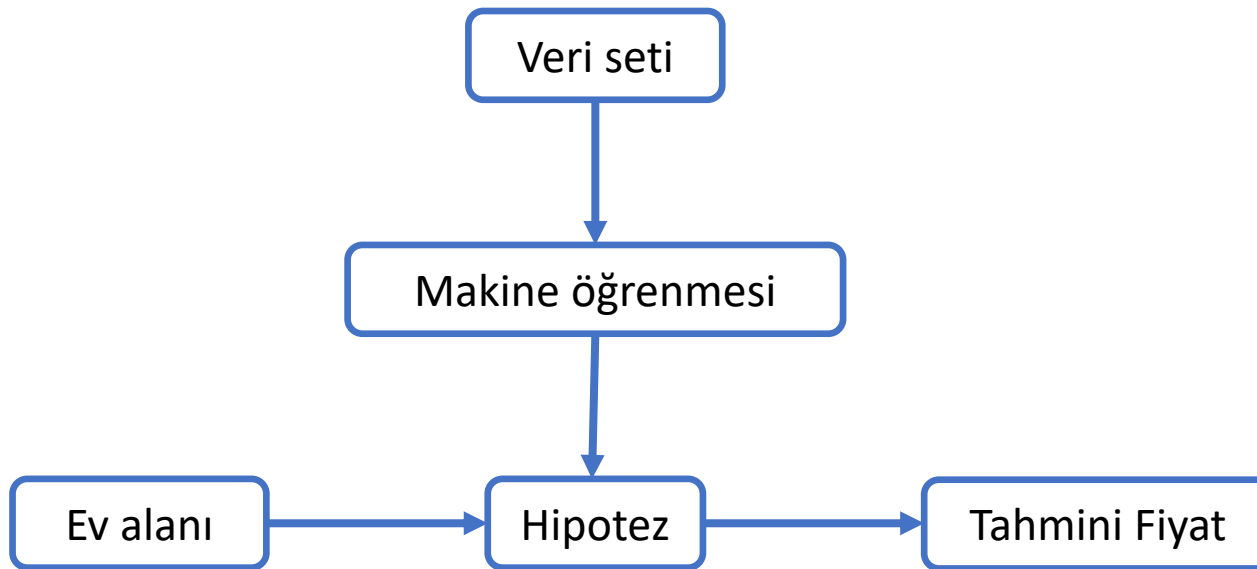 Veri seti
Makine öğrenmesi
Ev alanı
Hipotez
Tahmini Fiyat